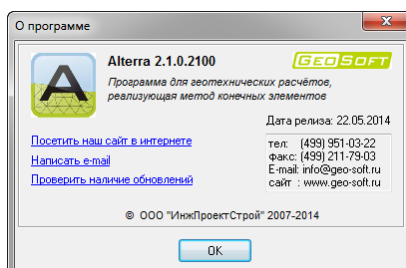 О программе
x
Alterra 2.1.0.2100
GEOSOFT
Программа для геотехнических расчётов,
реализующая метод конечных элементов
Дата релиза: 22.05.2014
Посетить наш сайт в интернете
Написать e-mail
Проверить наличие обновлений
тел: (499) 951-03-22
факс: (499) 211-79-03
E-mail: info@geo-soft.ru
сайт : www.geo-soft.ru
© ООО "ИнжПроектСтрой" 2007-2014
OK